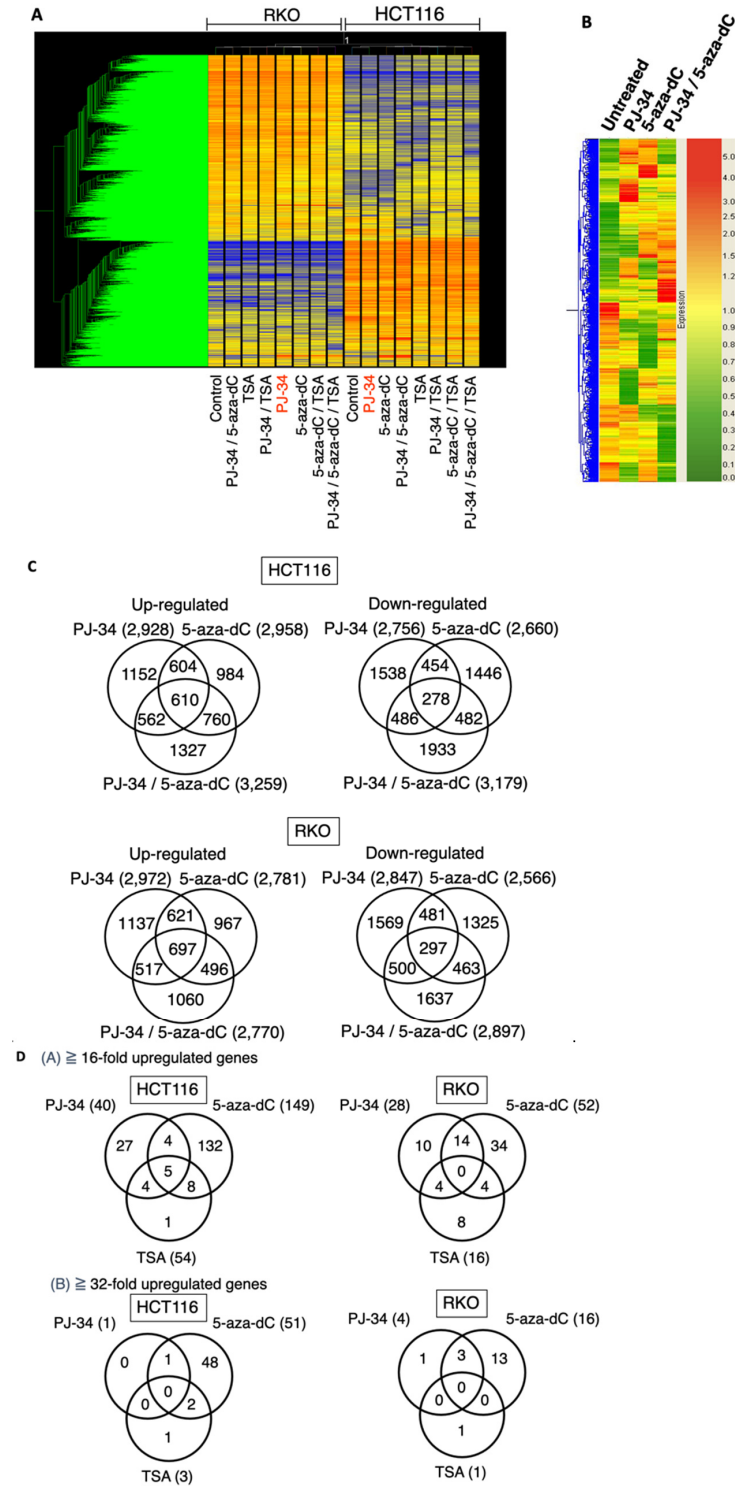 A
RKO
HCT116
1
Control
PJ-34 / 5-aza-dC
TSA
PJ-34 / TSA
PJ-34
5-aza-dC
5-aza-dC / TSA
PJ-34 / 5-aza-dC / TSA
Control
PJ-34
5-aza-dC
PJ-34 / 5-aza-dC
TSA
PJ-34 / TSA
5-aza-dC / TSA
PJ-34 / 5-aza-dC / TSA
B
Untreated
PJ-34
5-aza-dC
PJ-34 / 5-aza-dC
Expression
5.0
4.0
3.0
2.5
2.0
1.5
1.2
1.0
0.8
0.6
0.5
0.4
0.3
0.2
0.1
0.0
C
HCT116
Up-regulated Down-regulated
PJ-34 (2,928) 5-aza-dC (2,958) PJ-34 (2,756) 5-aza-dC (2,660)
1152 604 984 1538 454 1446
610 278
562 760 486 482
1327 1933
PJ-34 / 5-aza-dC (3,259) PJ-34 / 5-aza-dC (3,179)
RKO
Up-regulated Down-regulated
PJ-34 (2,972) 5-aza-dC (2,781) PJ-34 (2,847) 5-aza-dC (2,566)
1137 621 967 1569 481 1325
697 297
517 496 500 463
1060 1637
PJ-34 / 5-aza-dC (2,770) PJ-34 / 5-aza-dC (2,897)
D (A) ≧ 16-fold upregulated genes
HCT116 RKO
PJ-34 (40) 5-aza-dC (149) PJ-34 (28) 5-aza-dC (52)
27 4 132 10 14 34
5 0
4 8 4 4
1 8
TSA (54) TSA (16)
(B) ≧ 32-fold upregulated genes
HCT116 RKO
PJ-34 (1) 5-aza-dC (51) PJ-34 (4) 5-aza-dC (16)
0 1 48 1 3 13
0 0
0 2 0 0
1 1
TSA (3) TSA (1)